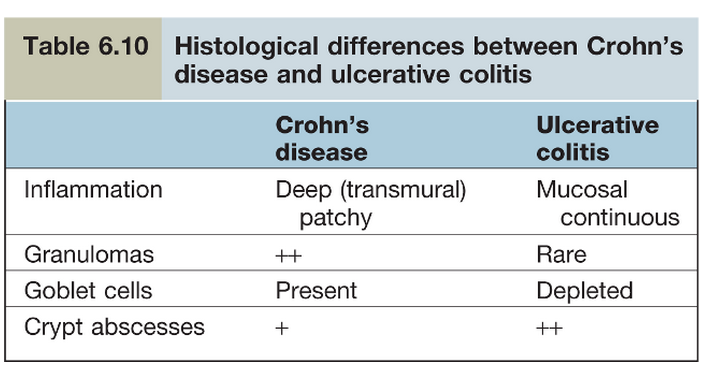 Table 6.10 Histological differences between Crohn's
disease and ulcerative colitis
Crohn's Ulcerative
disease colitis
Inflammation Deep (transmural) Mucosal
patchy continuous
Granulomas ++ Rare
Goblet cells Present Depleted
Crypt abscesses + ++